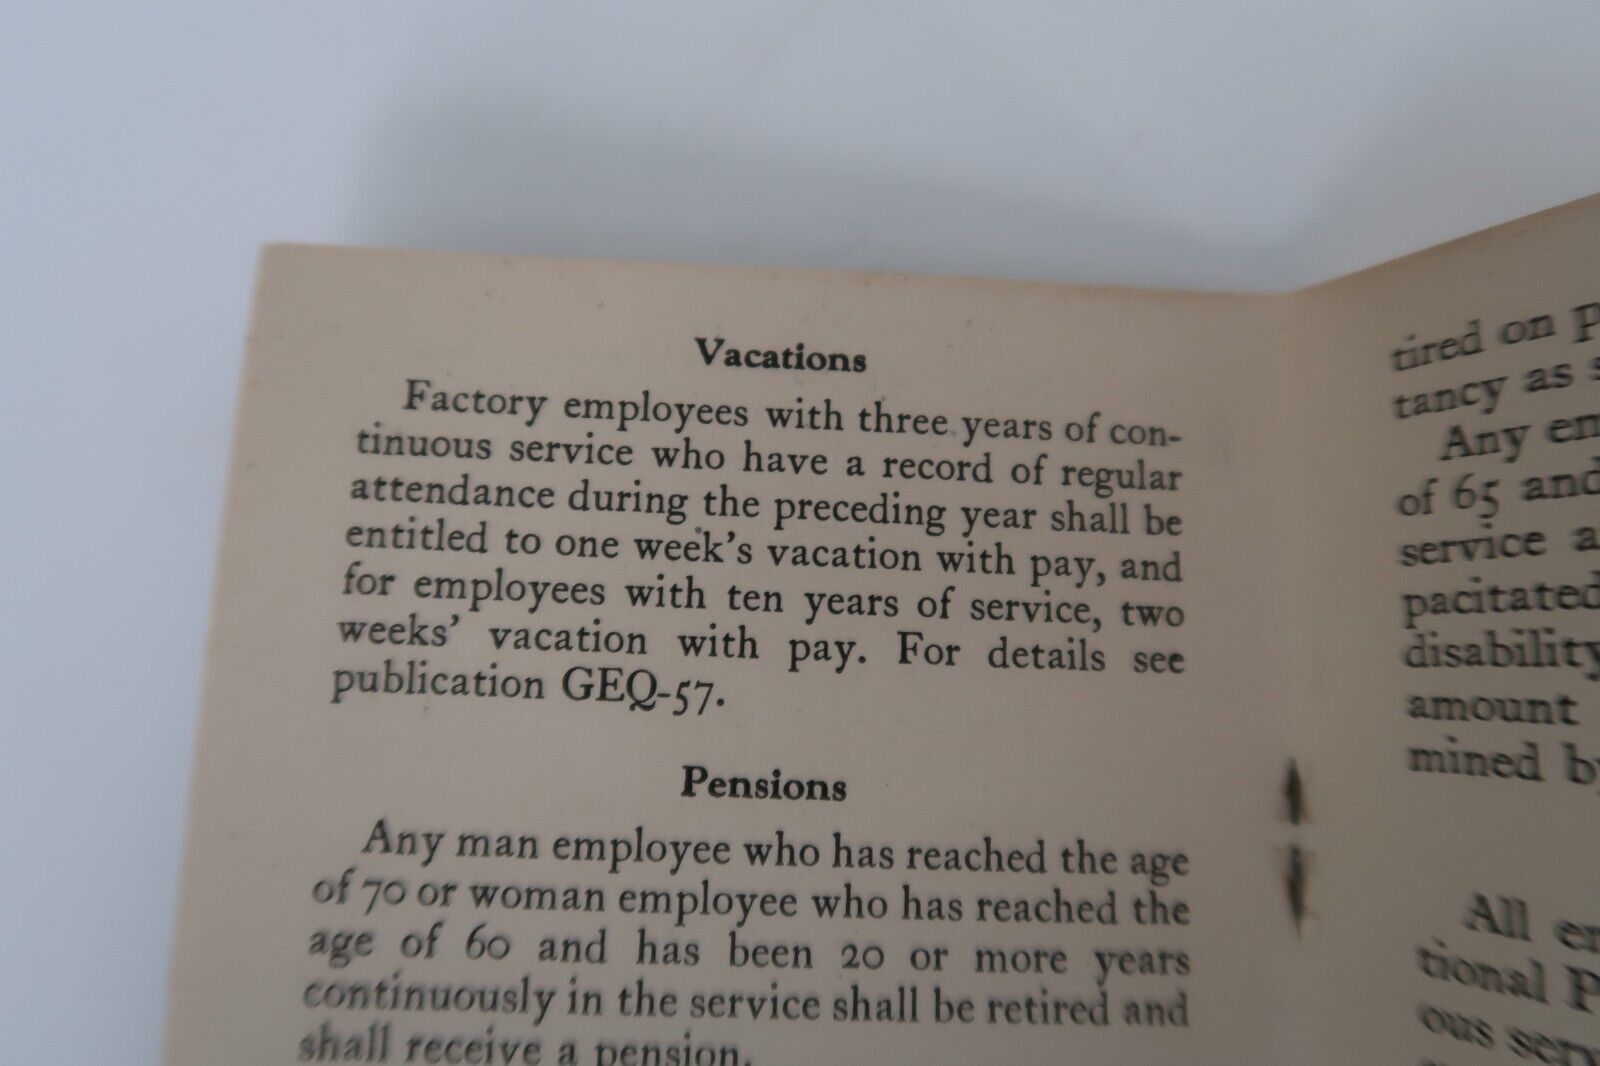 Vacations
Factory employees with three years of con-
tinuous service who have a record of regular
attendance during the preceding year shall be
entitled to one week's vacation with pay, and
for employees with ten years of service, two
weeks' vacation with pay. For details see
publication GEQ-57.
Pensions
Any man employee who has reached the age
of 70 or woman employee who has reached the
age of 60 and has been 20 or more years
continuously in the service shall be retired and
shall receive a pension.
tired on
tancy as
Any
of 65 and
service
pacitated
disability
amount
mined
All
tional
ous